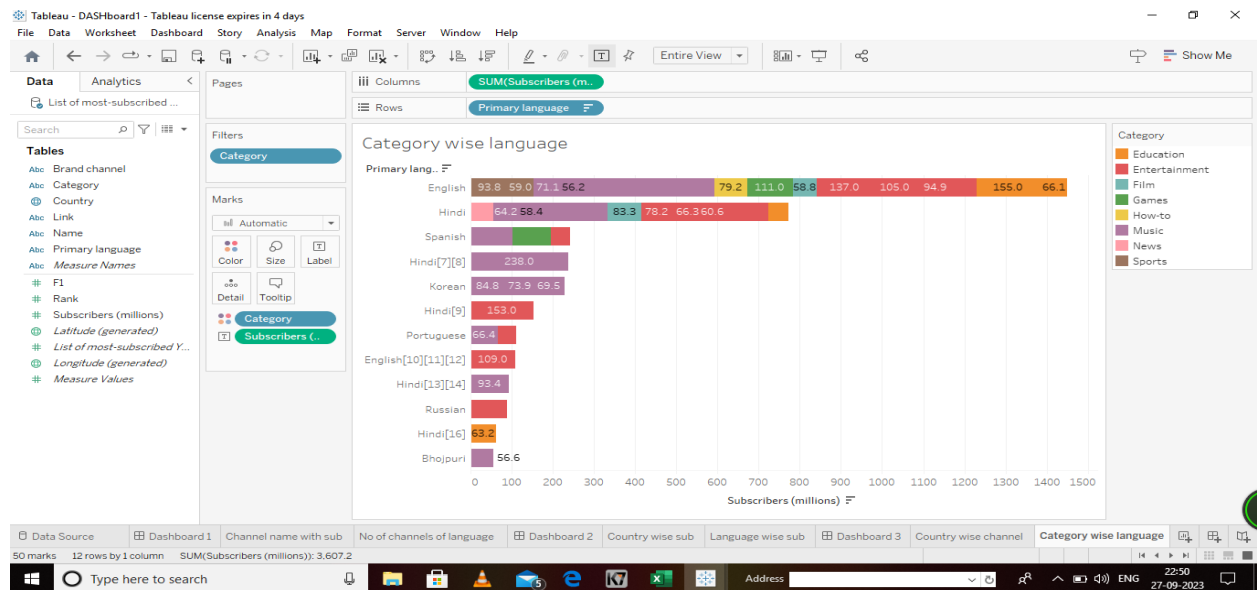 Tableau - DASHboard1 - Tableau license expires in 4 days
File Data Worksheet Dashboard Story Analysis Map Format Server Window Help
Entire View
Show Me
Data Analytics
List of most-subscribed ...
Search
Tables
Abc Brand channel
Abc Category
Country
Abc Link
Abc Name
Abc Primary language
Abc Measure Names
# F1
# Rank
# Subscribers (millions)
Latitude (generated)
# List of most-subscribed Y...
Longitude (generated)
# Measure Values
Pages
Filters
Category
Marks
Automatic
Color Size Label
Detail Tooltip
Category
Subscribers (..
Columns SUM(Subscribers (m..
Rows Primary language
Category wise language
Primary lang..
English 93.8 59.0 71.1 56.2 79.2 111.0 58.8 137.0 105.0 94.9 155.0 66.1
Hindi 64.2 58.4 83.3 78.2 66.3 60.6
Spanish
Hindi[7][8] 238.0
Korean 84.8 73.9 69.5
Hindi[9] 153.0
Portuguese 66.4
English[10][11][12] 109.0
Hindi[13][14] 93.4
Russian
Hindi[16] 63.2
Bhojpuri 56.6
0 100 200 300 400 500 600 700 800 900 1000 1100 1200 1300 1400 1500
Subscribers (millions)
Category
Education
Entertainment
Film
Games
How-to
Music
News
Sports
Data Source Dashboard 1 Channel name with sub No of channels of language Dashboard 2 Country wise sub Language wise sub Dashboard 3 Country wise channel Category wise language
50 marks 12 rows by 1 column SUM(Subscribers (millions)): 3,607.2
Type here to search
5
Address
ENG
22:50
27-09-2023